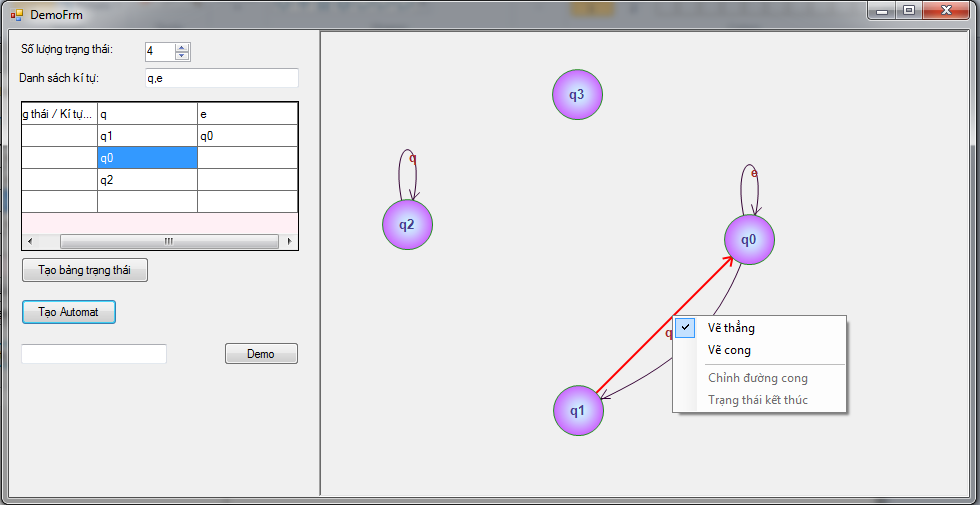 DemoFrm
Số lượng trạng thái:
4
Danh sách kí tự:
q,e
g thái / Kí tự...
q
e
q1
q0
q0
q2
Tạo bảng trạng thái
Tạo Automat
Demo
q3
q
q2
e
q0
q
q1
Vẽ thẳng
Vẽ cong
Chỉnh đường cong
Trạng thái kết thúc